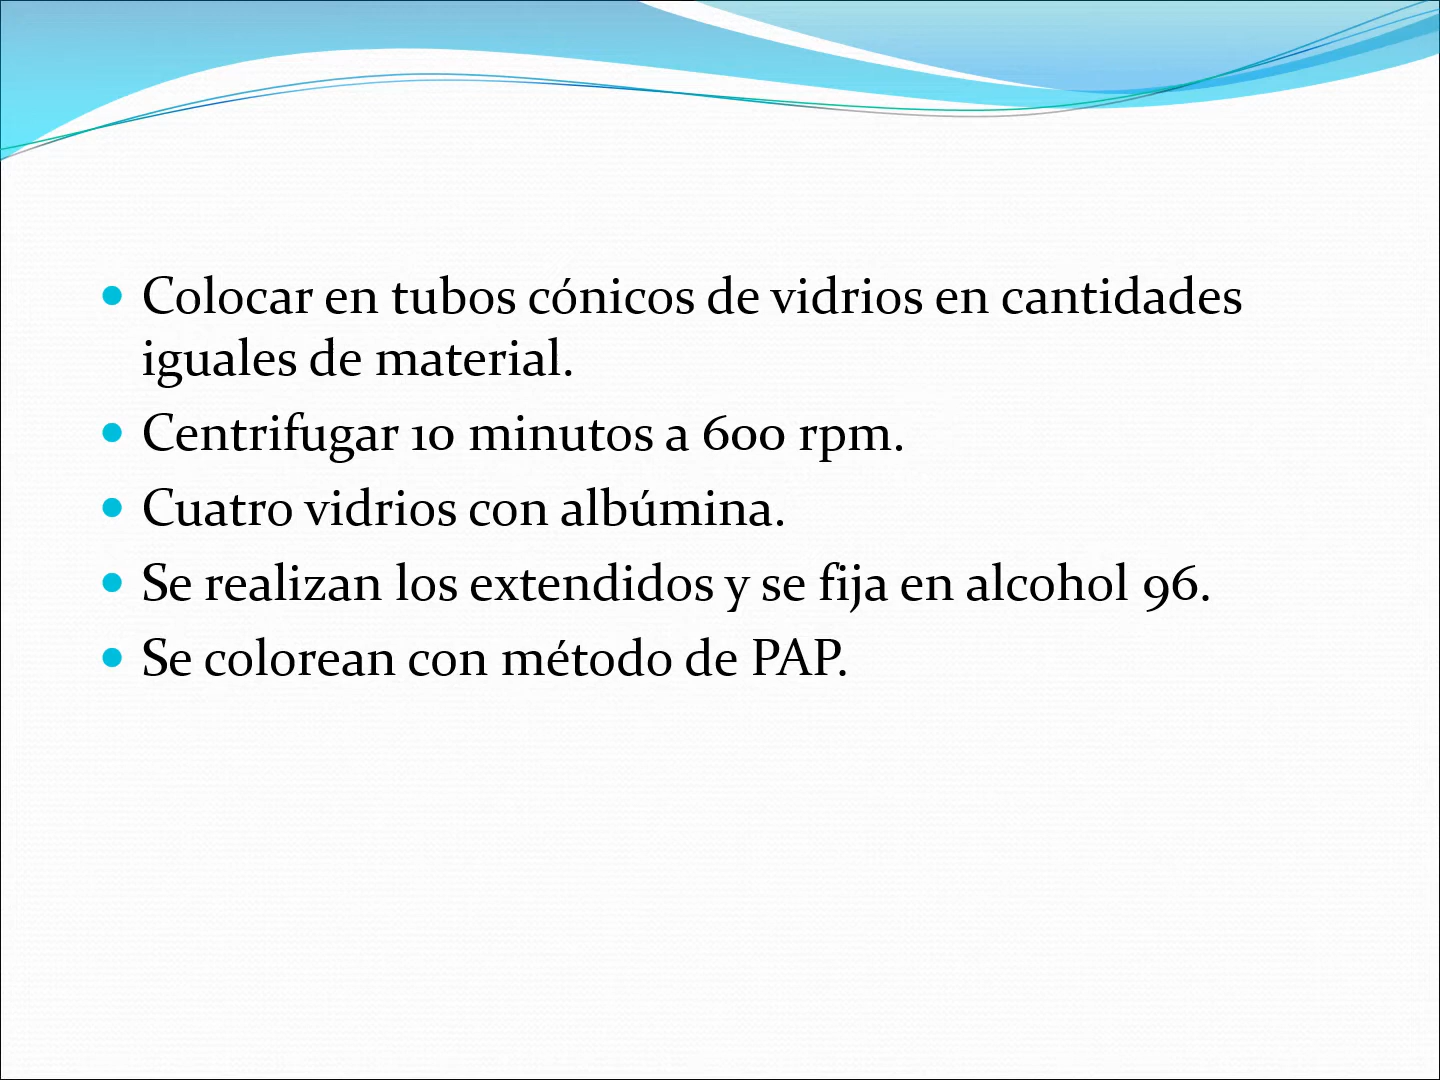 • Colocar en tubos cónicos de vidrios en cantidades
iguales de material.
• Centrifugar 10 minutos a 600 rpm.
• Cuatro vidrios con albúmina.
• Se realizan los extendidos y se fija en alcohol 96.
• Se colorean con método de PAP.